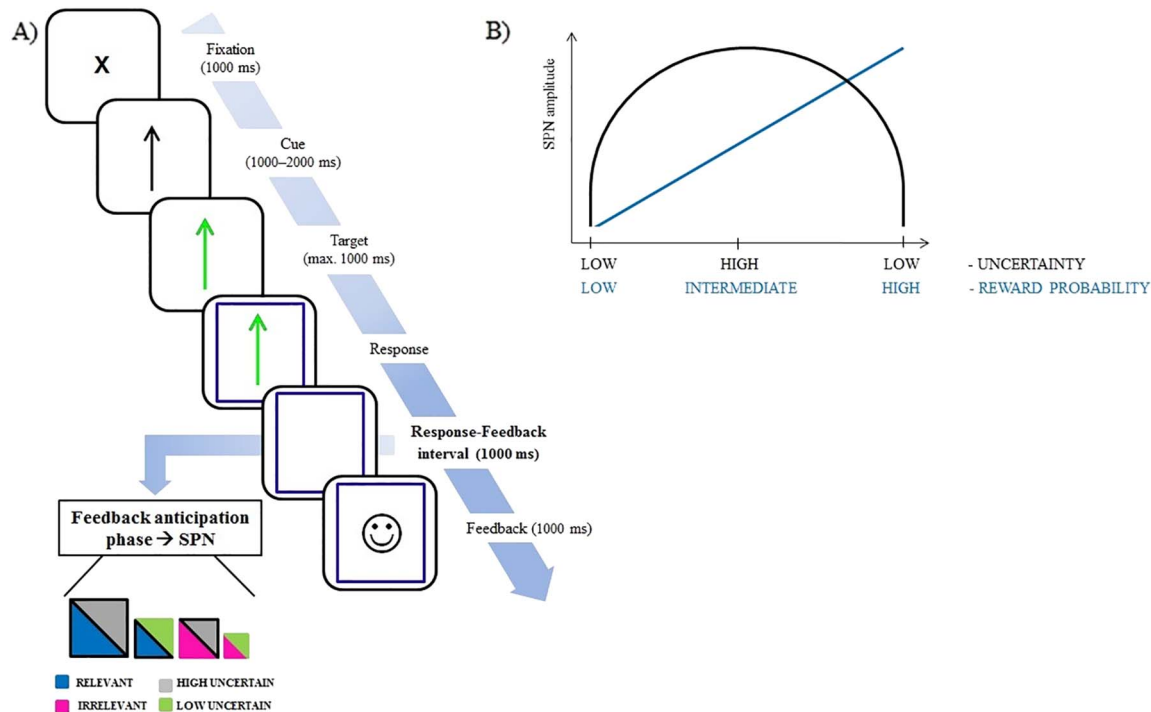 A)
X
Fixation
(1000 ms)
Cue
(1000–2000 ms)
Target
(max. 1000 ms)
Response
Response-Feedback
interval (1000 ms)
Feedback (1000 ms)
Feedback anticipation
phase → SPN
RELEVANT
HIGH UNCERTAIN
IRRELEVANT
LOW UNCERTAIN
B)
SPN amplitude
LOW HIGH LOW - UNCERTAINTY
LOW INTERMEDIATE HIGH - REWARD PROBABILITY